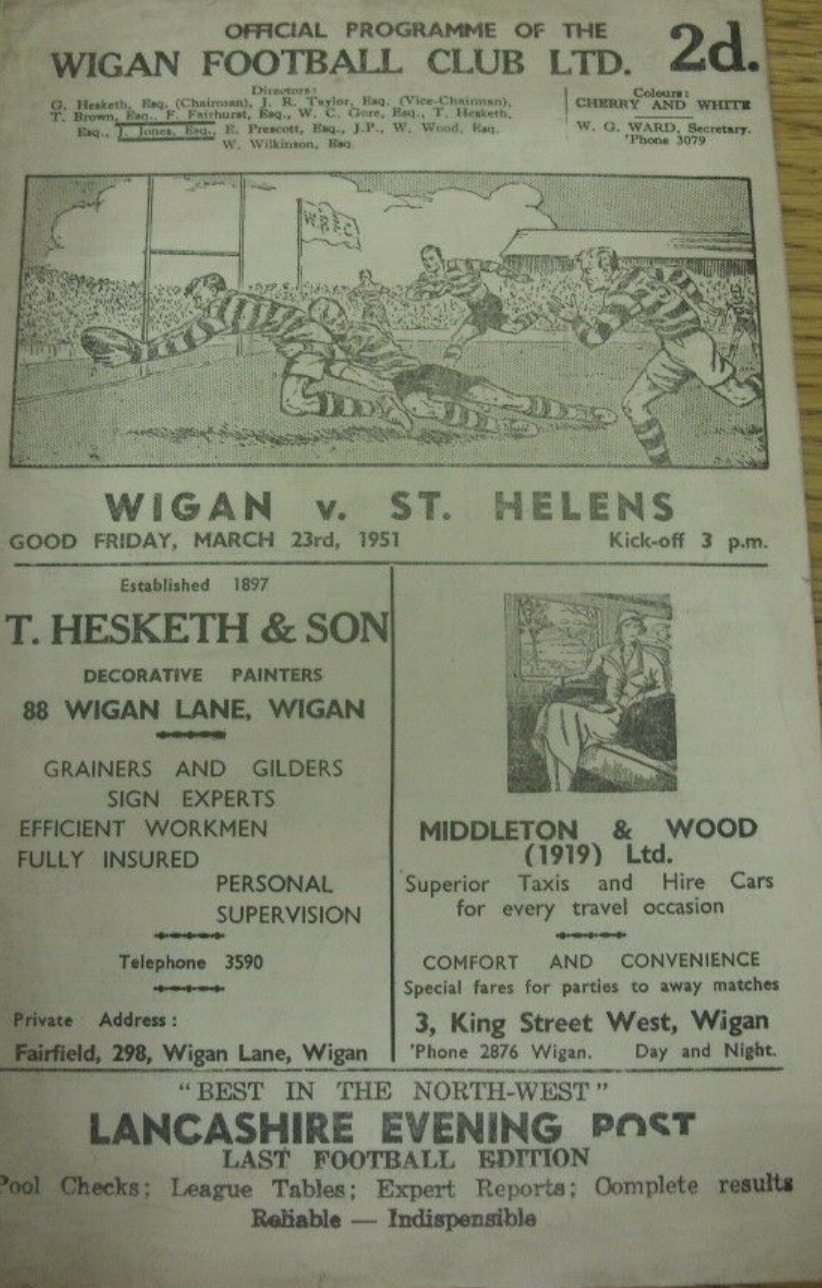 OFFICIAL PROGRAMME OF THE
WIGAN FOOTBALL CLUB LTD.
2d.
Directors:
G. Hesketh, Esq. (Chairman), J. R. Taylor, Esq. (Vice-Chairman),
T. Brown, Esq., F. Fairhurst, Esq., W. C. Gore, Esq., T. Hesketh,
Esq., J. Jones, Esq., E. Prescott, Esq., J.P., W. Wood, Esq.
W. Wilkinson, Esq.
Colours:
CHERRY AND WHITE
W. G. WARD, Secretary.
'Phone 3079
W.R.F.C.
WIGAN v. ST. HELENS
GOOD FRIDAY, MARCH 23rd, 1951
Kick-off 3 p.m.
Established 1897
T. HESKETH & SON
DECORATIVE PAINTERS
88 WIGAN LANE, WIGAN
GRAINERS AND GILDERS
SIGN EXPERTS
EFFICIENT WORKMEN
FULLY INSURED
PERSONAL
SUPERVISION
Telephone 3590
Private Address:
Fairfield, 298, Wigan Lane, Wigan
MIDDLETON & WOOD
(1919) Ltd.
Superior Taxis and Hire Cars
for every travel occasion
COMFORT AND CONVENIENCE
Special fares for parties to away matches
3, King Street West, Wigan
'Phone 2876 Wigan. Day and Night.
"BEST IN THE NORTH-WEST"
LANCASHIRE EVENING POST
LAST FOOTBALL EDITION
Pool Checks; League Tables; Expert Reports; Complete results
Reliable — Indispensible